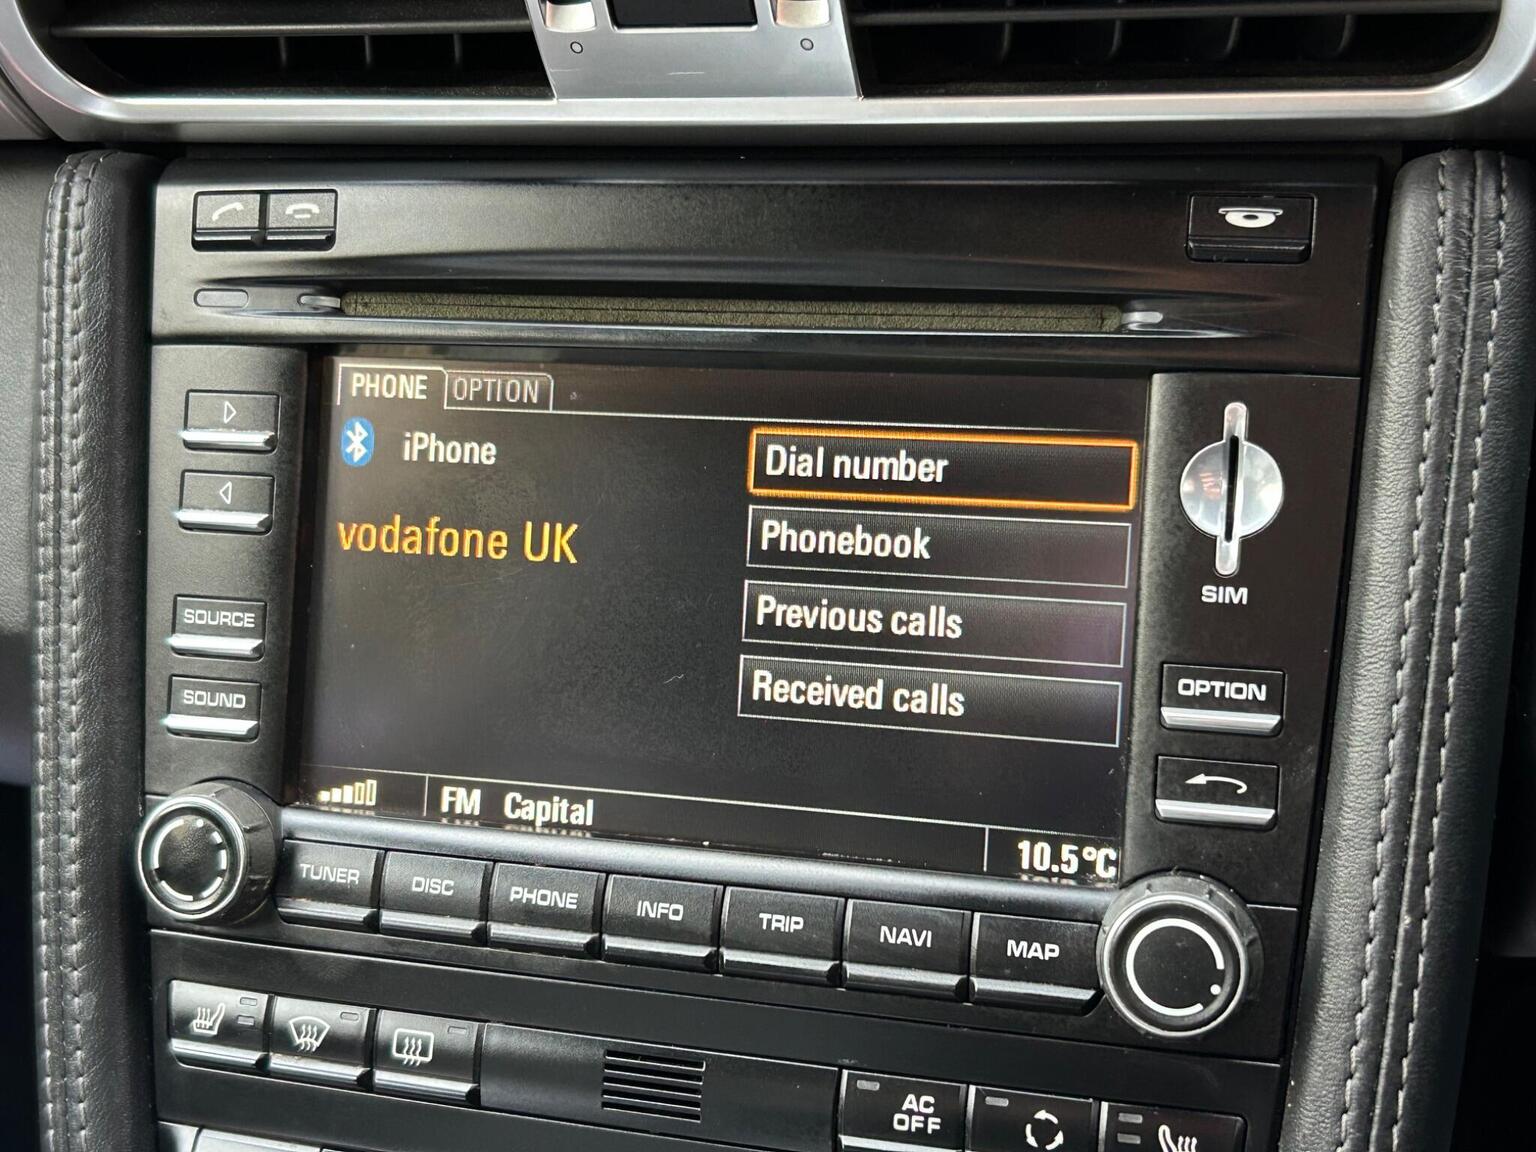 PHONE
OPTION
iPhone
vodafone UK
Dial number
Phonebook
Previous calls
Received calls
FM Capital
10.5°C
SOURCE
SOUND
SIM
OPTION
TUNER
DISC
PHONE
INFO
TRIP
NAVI
MAP
AC
OFF